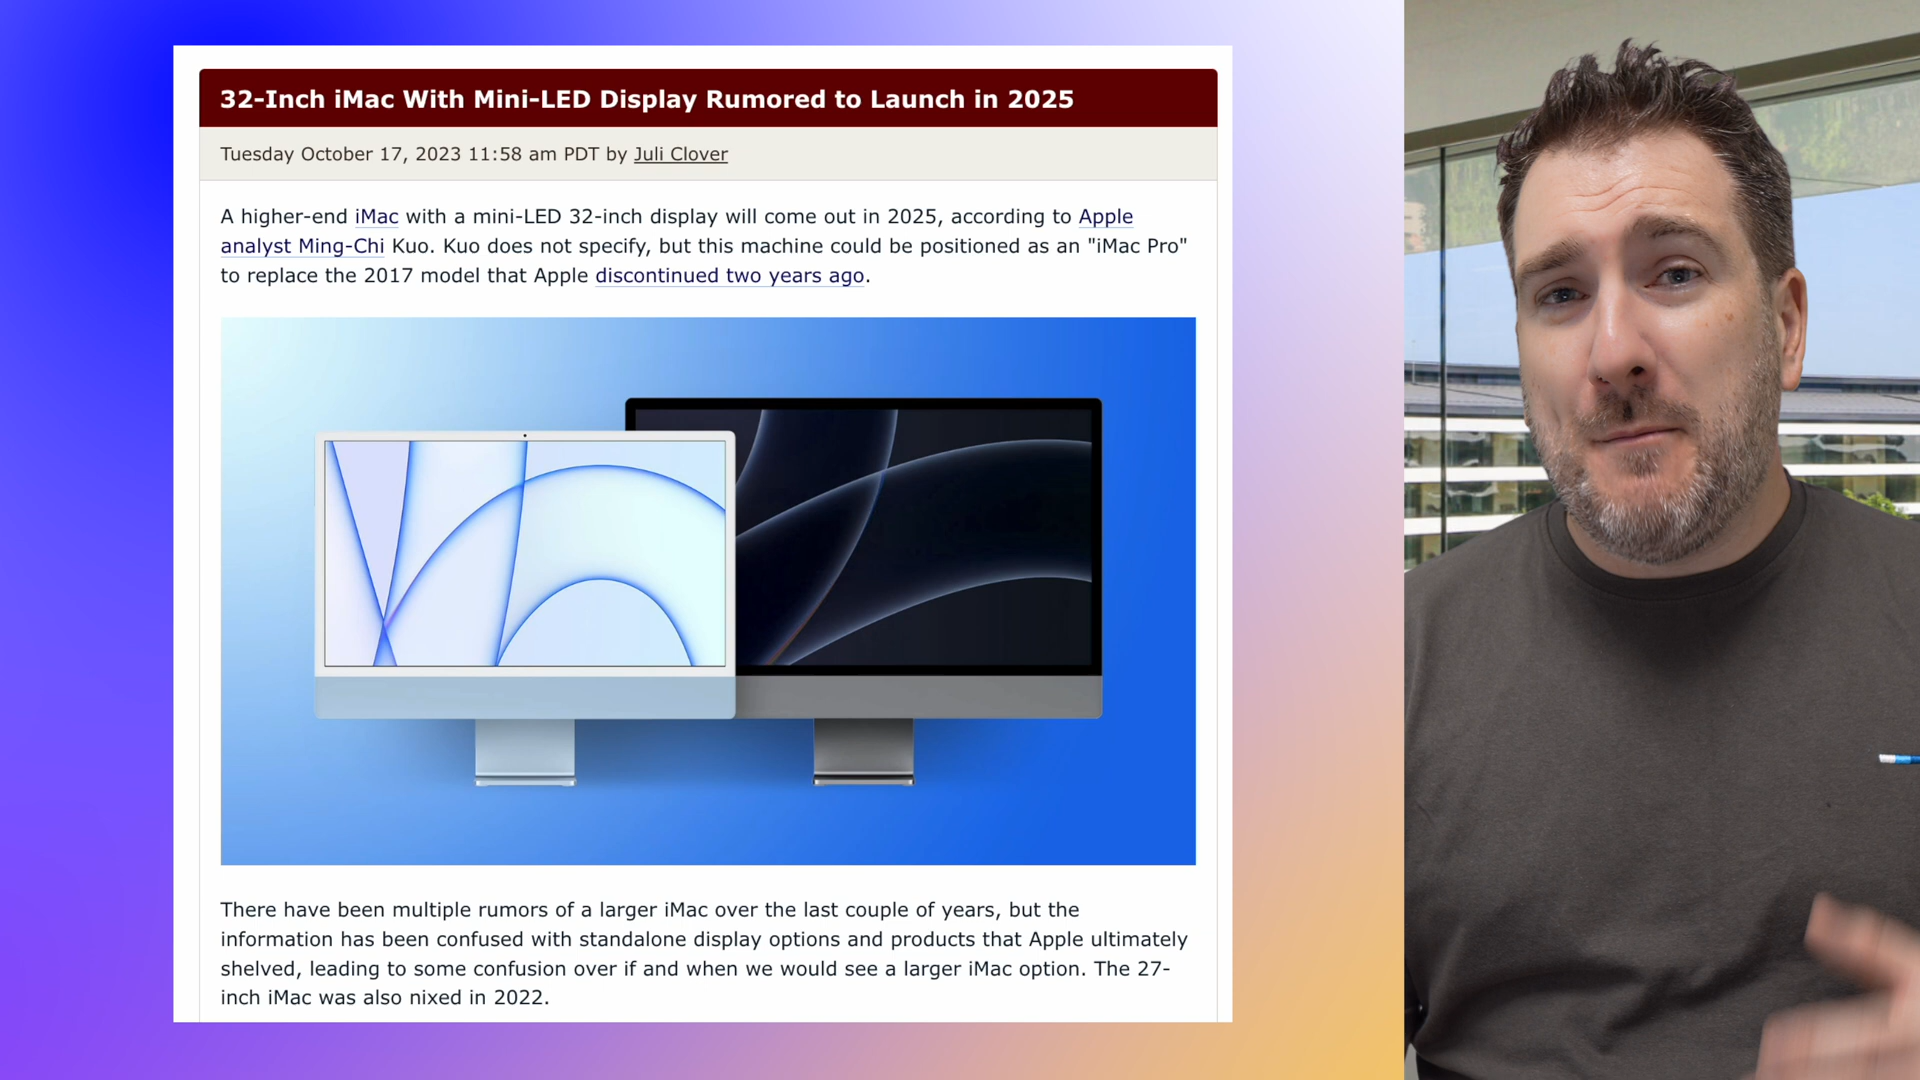 32-Inch iMac With Mini-LED Display Rumored to Launch in 2025
Tuesday October 17, 2023 11:58 am PDT by Juli Clover
A higher-end iMac with a mini-LED 32-inch display will come out in 2025, according to Apple
analyst Ming-Chi Kuo. Kuo does not specify, but this machine could be positioned as an "iMac Pro"
to replace the 2017 model that Apple discontinued two years ago.
There have been multiple rumors of a larger iMac over the last couple of years, but the
information has been confused with standalone display options and products that Apple ultimately
shelved, leading to some confusion over if and when we would see a larger iMac option. The 27-
inch iMac was also nixed in 2022.